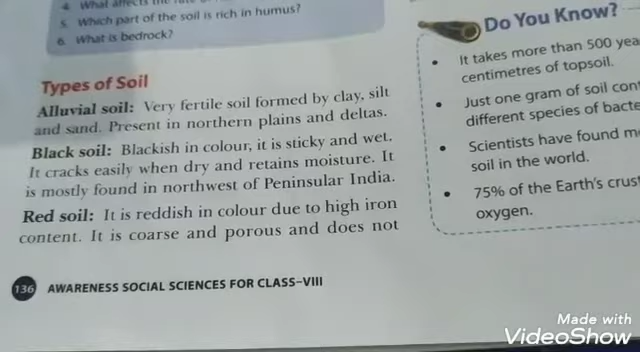 4. What affects the rate of
5. Which part of the soil is rich in humus?
6. What is bedrock?
Types of Soil
Alluvial soil: Very fertile soil formed by clay, silt
and sand. Present in northern plains and deltas.
Black soil: Blackish in colour, it is sticky and wet.
It cracks easily when dry and retains moisture. It
is mostly found in northwest of Peninsular India.
Red soil: It is reddish in colour due to high iron
content. It is coarse and porous and does not
136 AWARENESS SOCIAL SCIENCES FOR CLASS–VIII
Do You Know?
• It takes more than 500 yea
centimetres of topsoil.
• Just one gram of soil con
different species of bacte
• Scientists have found m
soil in the world.
• 75% of the Earth's crus
oxygen.
Made with
VideoShow